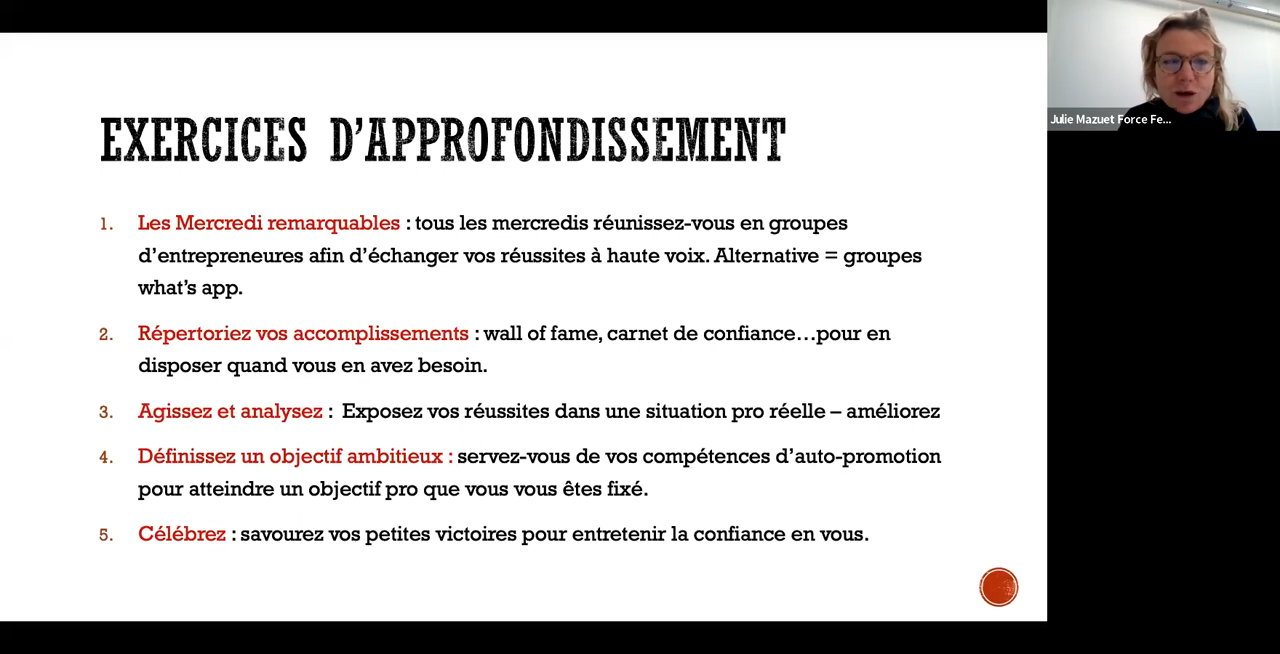 EXERCICES D'APPROFONDISSEMENT
1. Les Mercredi remarquables : tous les mercredis réunissez-vous en groupes
d'entrepreneures afin d'échanger vos réussites à haute voix. Alternative = groupes
what's app.
2. Répertoriez vos accomplissements : wall of fame, carnet de confiance...pour en
disposer quand vous en avez besoin.
3. Agissez et analysez : Exposez vos réussites dans une situation pro réelle – améliorez
4. Définissez un objectif ambitieux : servez-vous de vos compétences d'auto-promotion
pour atteindre un objectif pro que vous vous êtes fixé.
5. Célébrez : savourez vos petites victoires pour entretenir la confiance en vous.
Julie Mazuet Force Fe...